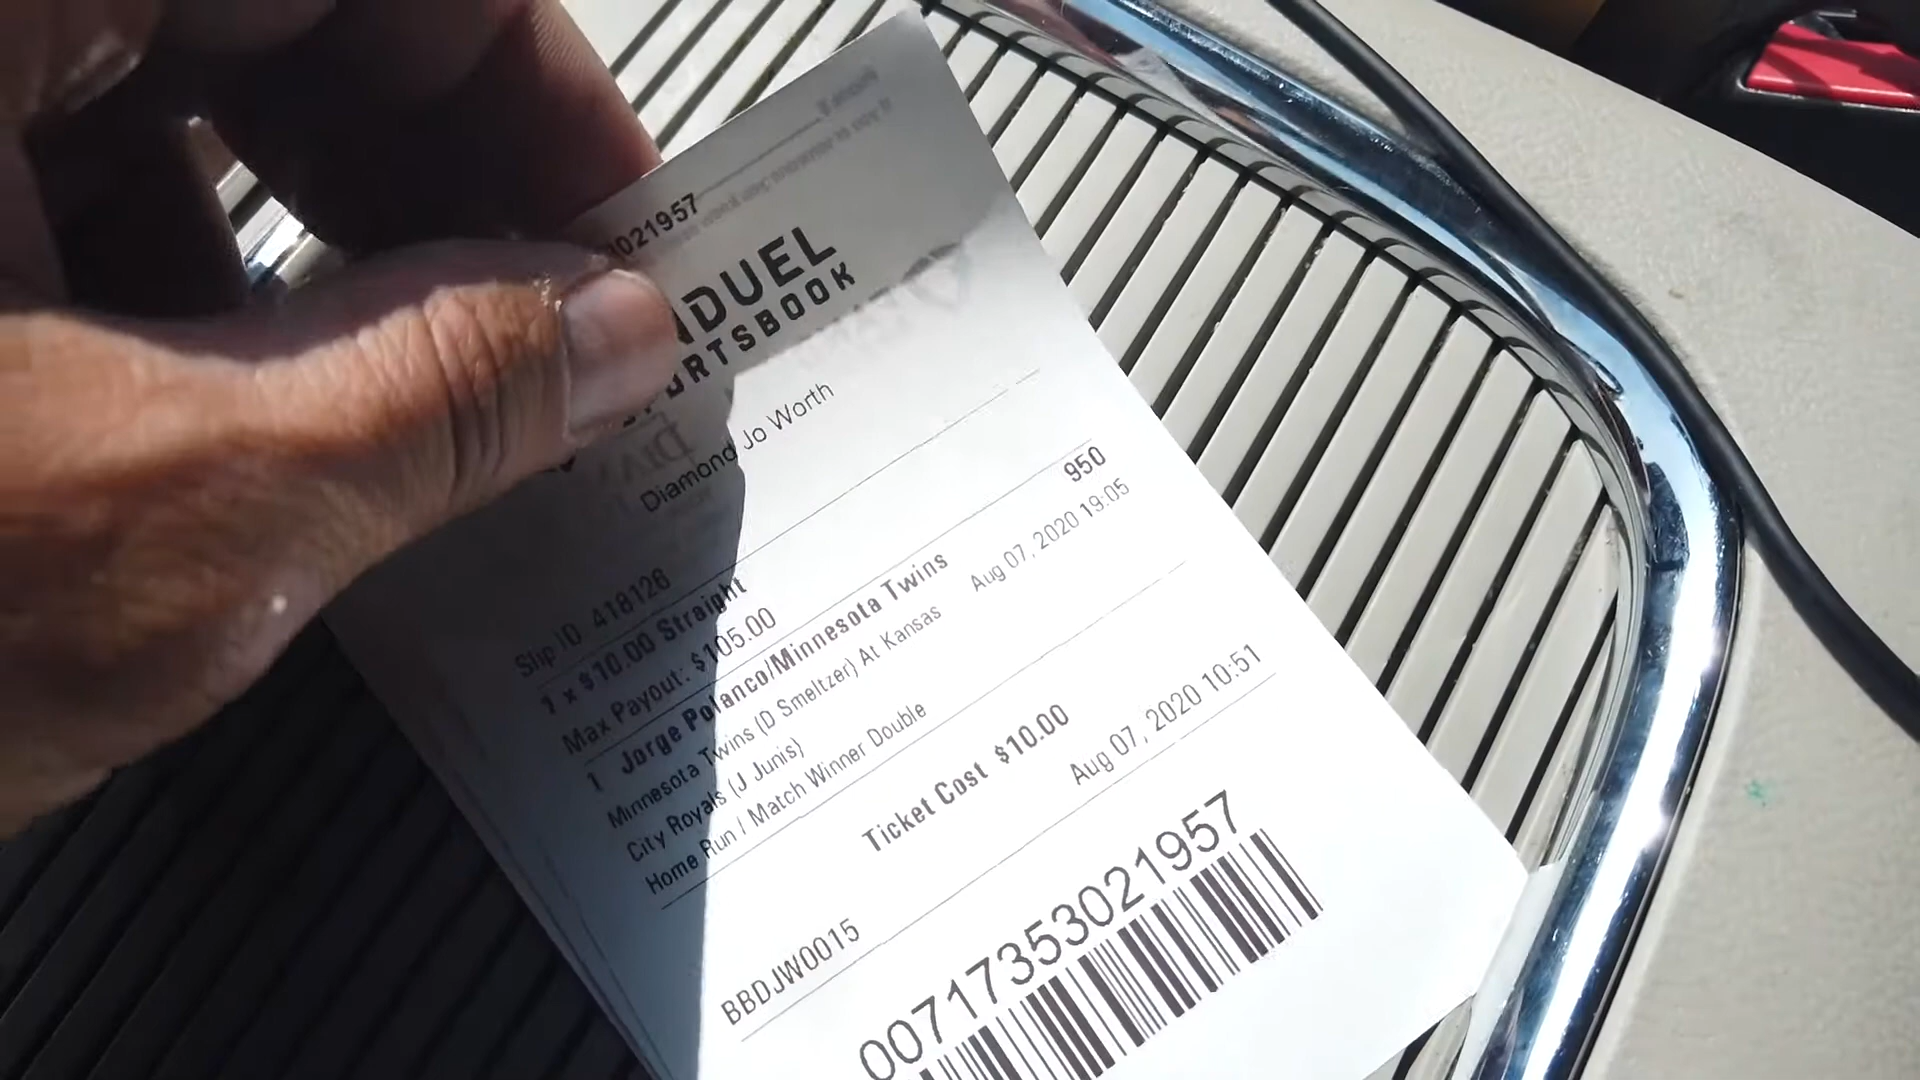 021957
NDUEL
SPORTSBOOK
Diamond Jo Worth
Slip ID 418126
1 x $10.00 Straight 950
Max Payout: $105.00
1 Jorge Polanco/Minnesota Twins Aug 07, 2020 19:05
Minnesota Twins (D Smeltzer) At Kansas
City Royals (J Junis)
Home Run / Match Winner Double
Ticket Cost $10.00
BBDJW0015 Aug 07, 2020 10:51
00717353021957